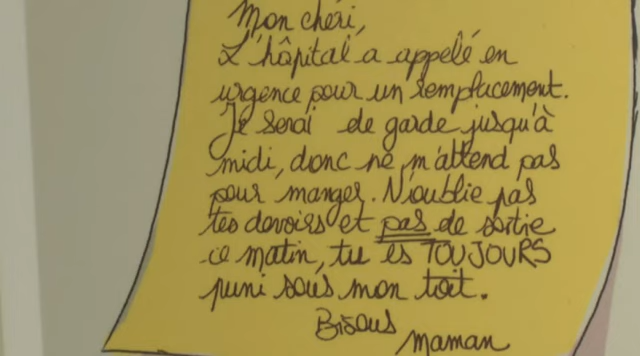 Mon chéri,
L'hôpital a appelé en
urgence pour un remplacement.
Je serai de garde jusqu'à
midi, donc ne m'attend pas
pour manger. N'oublie pas
tes devoirs et pas de sortie
ce matin, tu es TOUJOURS
puni sous mon toit.
Bisous
Maman